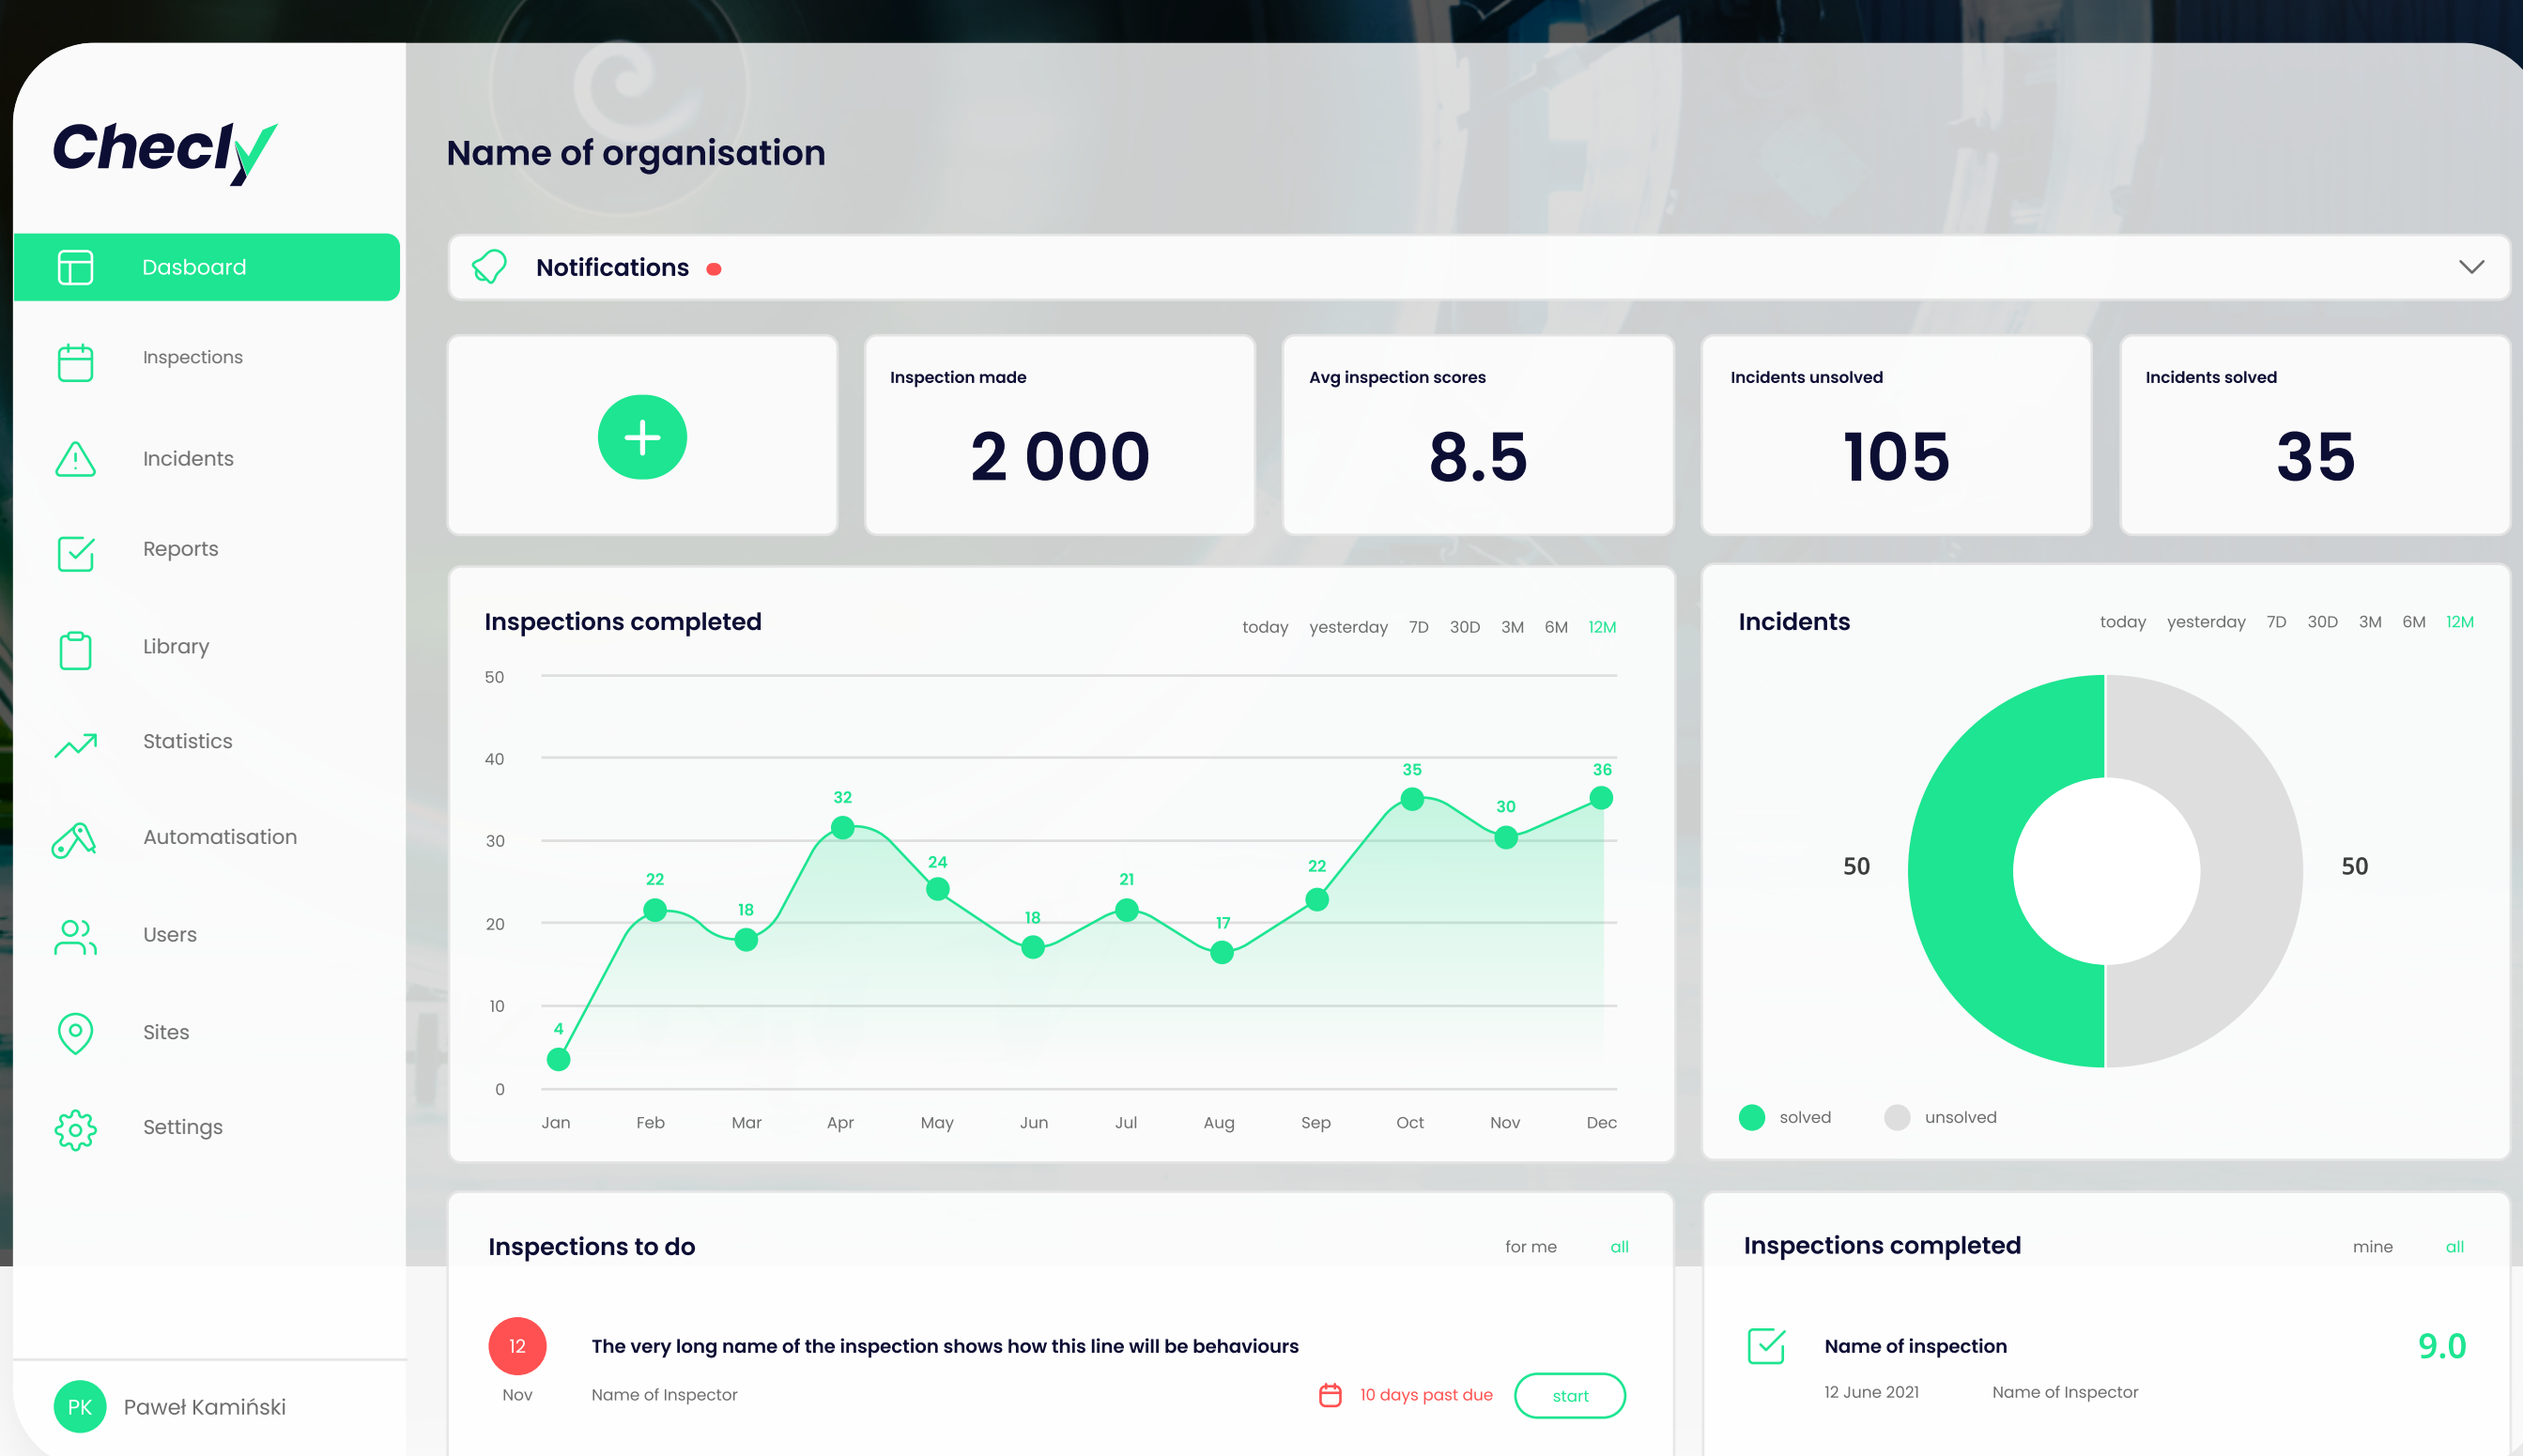 Checly
Dasboard
Inspections
Incidents
Reports
Library
Statistics
Automatisation
Users
Sites
Settings
PK Paweł Kamiński
Name of organisation
Notifications
Inspection made
2 000
Avg inspection scores
8.5
Incidents unsolved
105
Incidents solved
35
Inspections completed
today yesterday 7D 30D 3M 6M 12M
50
40
30
20
10
0
4 22 18 32 24 18 21 17 22 35 30 36
Jan Feb Mar Apr May Jun Jul Aug Sep Oct Nov Dec
Incidents
today yesterday 7D 30D 3M 6M 12M
50 50
solved unsolved
Inspections to do
for me all
12
Nov
The very long name of the inspection shows how this line will be behaviours
Name of Inspector
10 days past due
start
Inspections completed
mine all
Name of inspection
9.0
12 June 2021 Name of Inspector